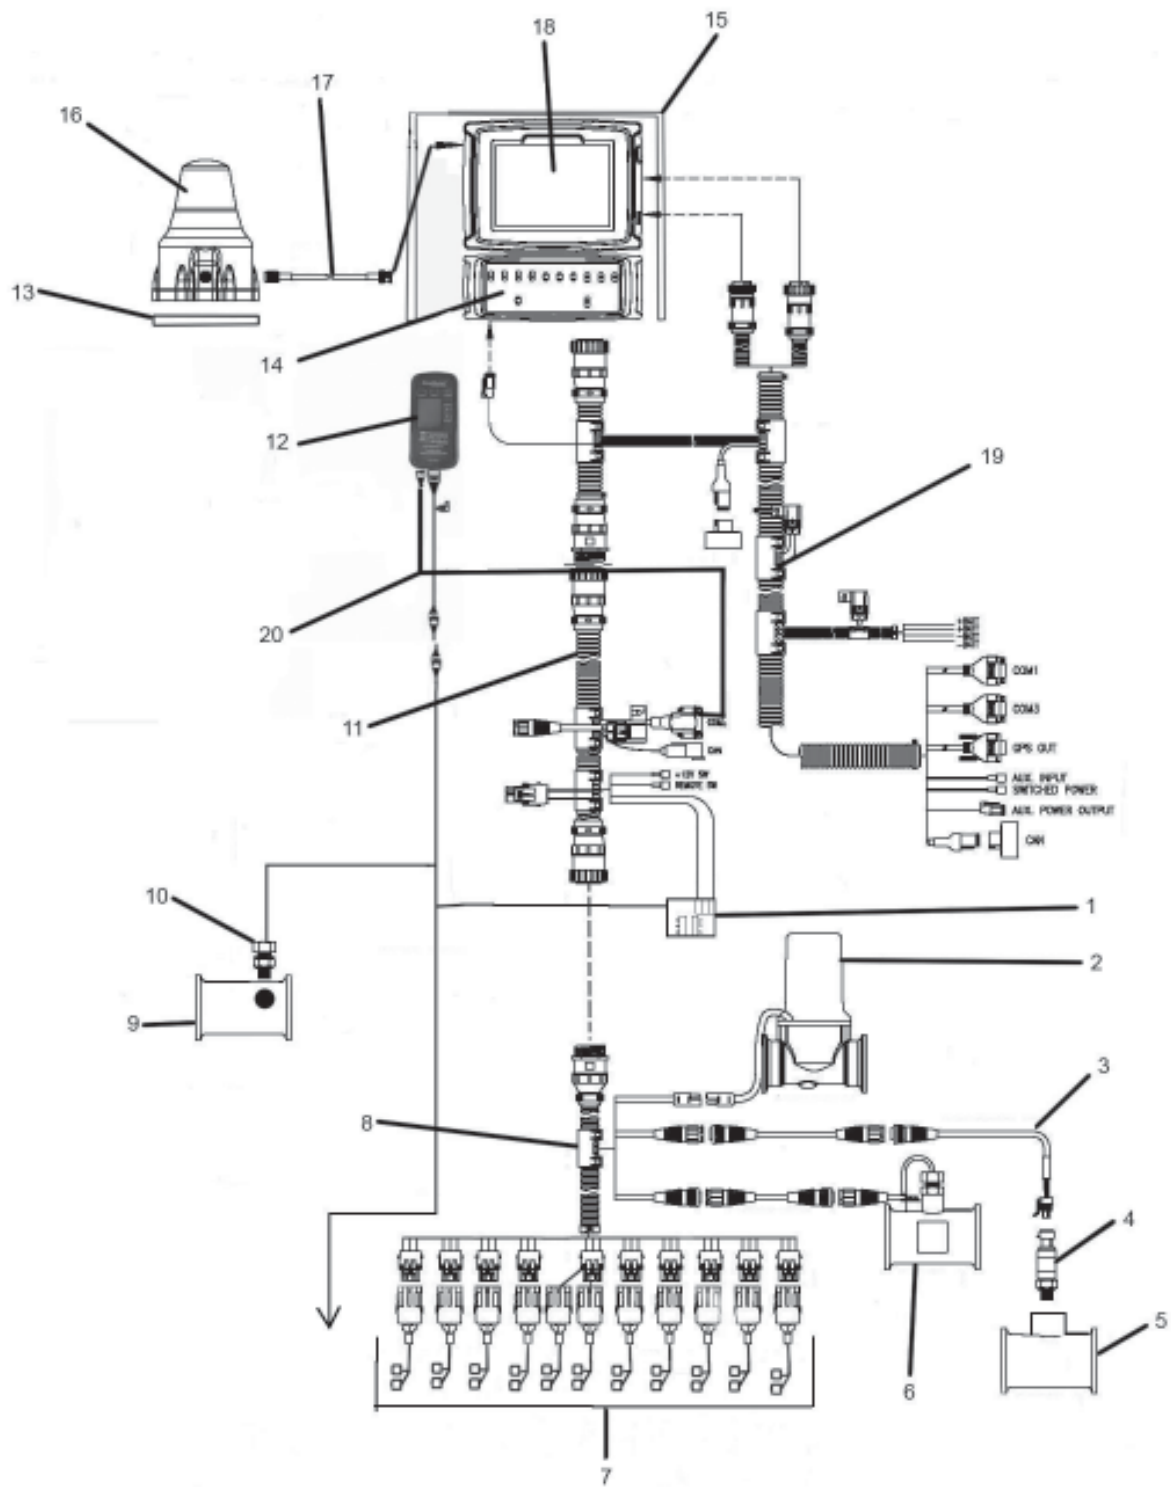 18
15
17
16
13
14
12
19
20
COM1
COM3
11
GPS OUT
CAN
AUX. INPUT
+12V SW
SWITCHED POWER
REMOTE SW
AUX. POWER OUTPUT
CAN
10
1
2
9
3
8
4
5
6
7